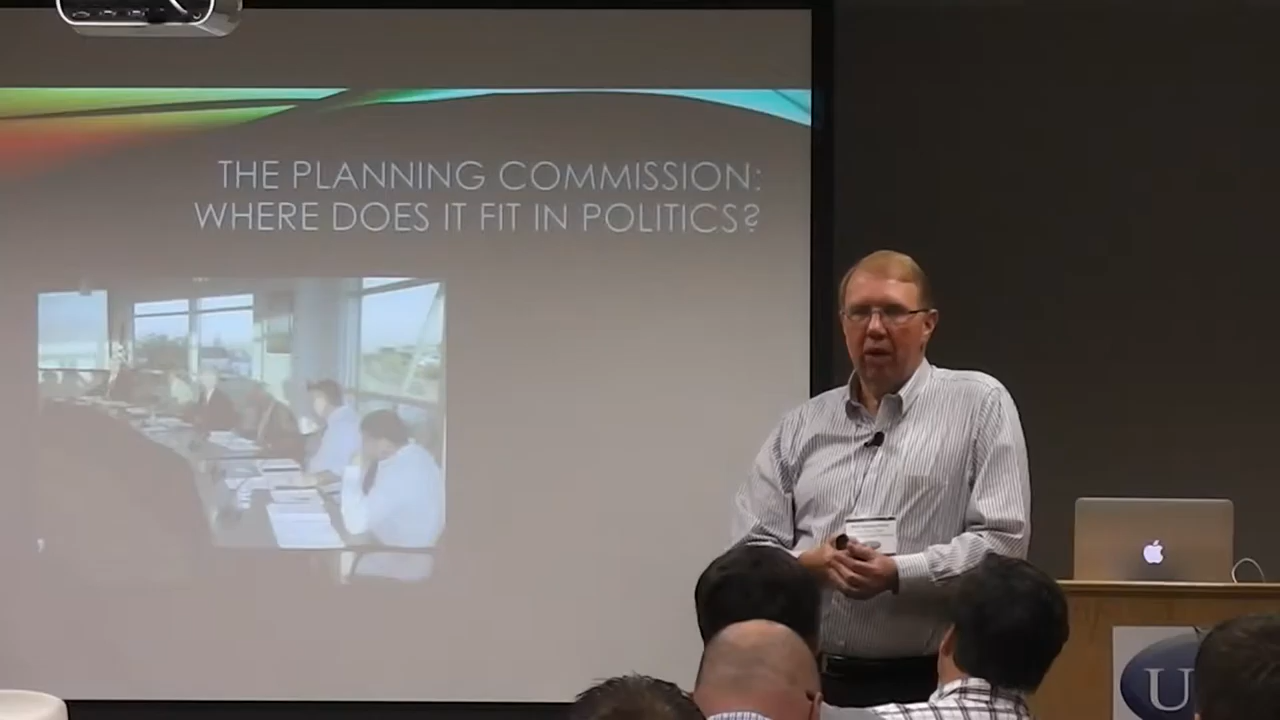 THE PLANNING COMMISSION:
WHERE DOES IT FIT IN POLITICS?
U